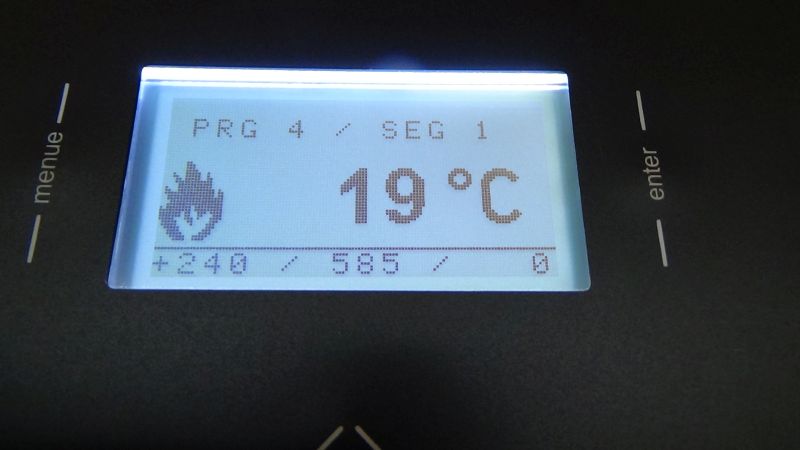 PRG 4 / SEG 1
19 °C
+240 / 585 / 0
menue
enter